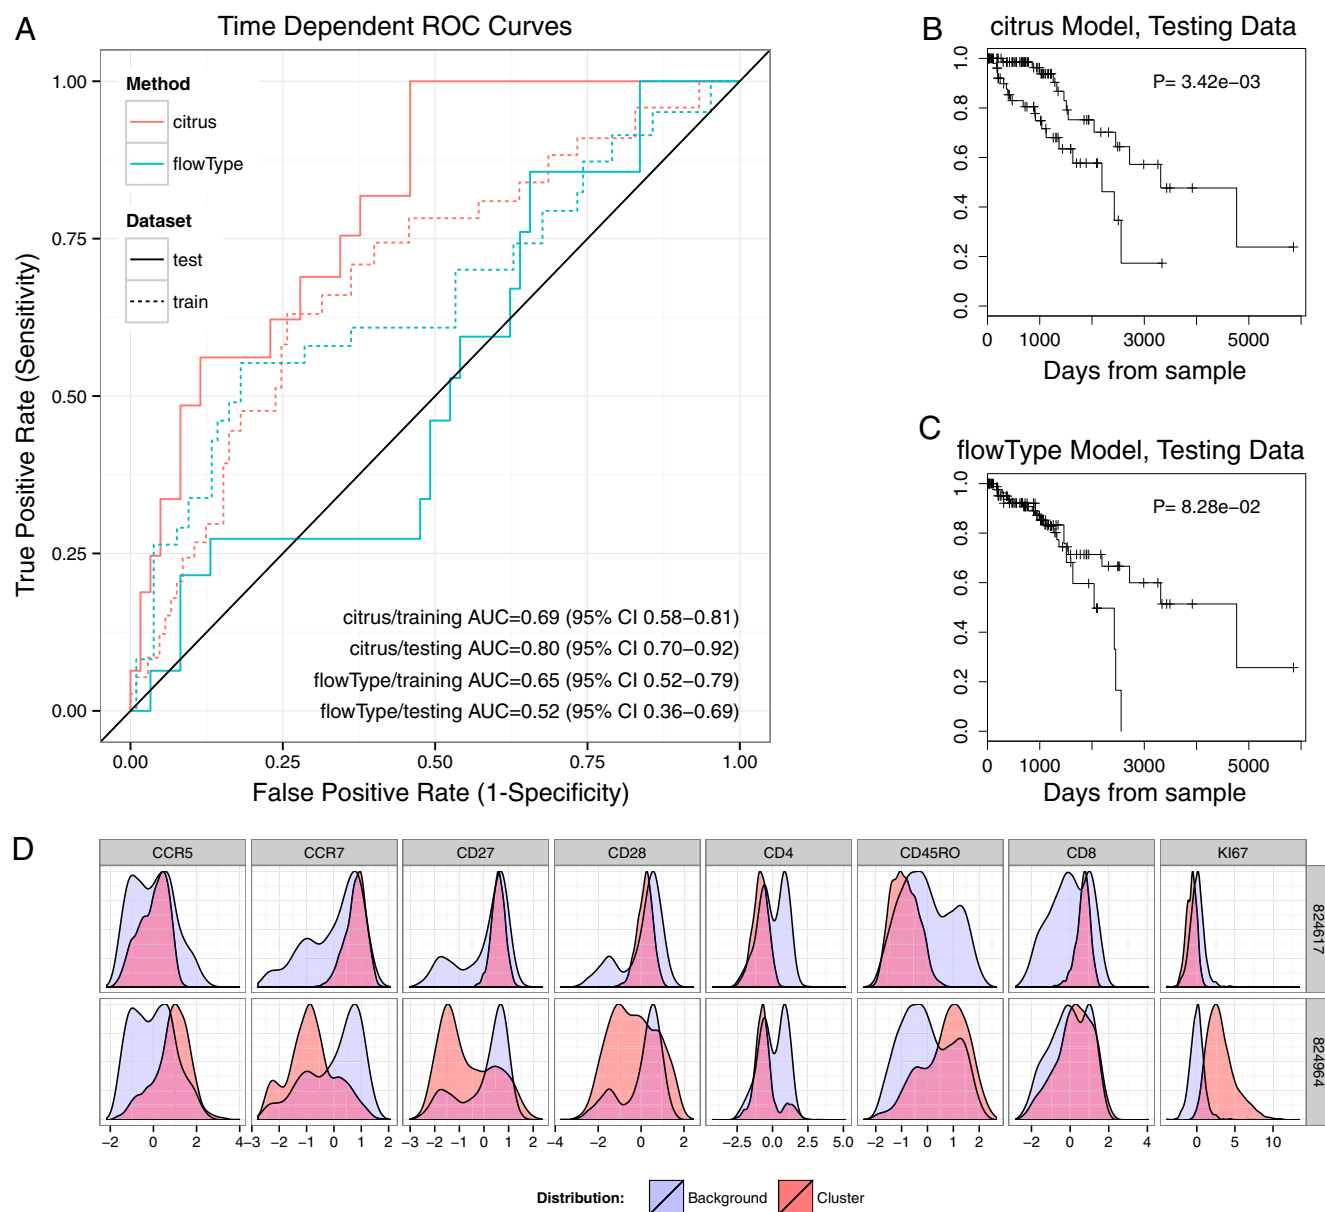 A
Time Dependent ROC Curves
Method
citrus
flowType
Dataset
test
train
1.00
0.75
0.50
0.25
0.00
True Positive Rate (Sensitivity)
citrus/training AUC=0.69 (95% CI 0.58−0.81)
citrus/testing AUC=0.80 (95% CI 0.70−0.92)
flowType/training AUC=0.65 (95% CI 0.52−0.79)
flowType/testing AUC=0.52 (95% CI 0.36−0.69)
0.00 0.25 0.50 0.75 1.00
False Positive Rate (1-Specificity)
B
citrus Model, Testing Data
P= 3.42e−03
1.0
0.8
0.6
0.4
0.2
0.0
0 1000 3000 5000
Days from sample
C
flowType Model, Testing Data
P= 8.28e−02
1.0
0.8
0.6
0.4
0.2
0.0
0 1000 3000 5000
Days from sample
D
CCR5 CCR7 CD27 CD28 CD4 CD45RO CD8 KI67
824617
824964
−2 0 2 4
−3 −2 −1 0 1 2
−3 −2 −1 0 1 2
−4 −2 0 2
−2.5 0.0 2.5 5.0
−2 −1 0 1 2
−2 0 2 4
0 5 10
Distribution: Background Cluster